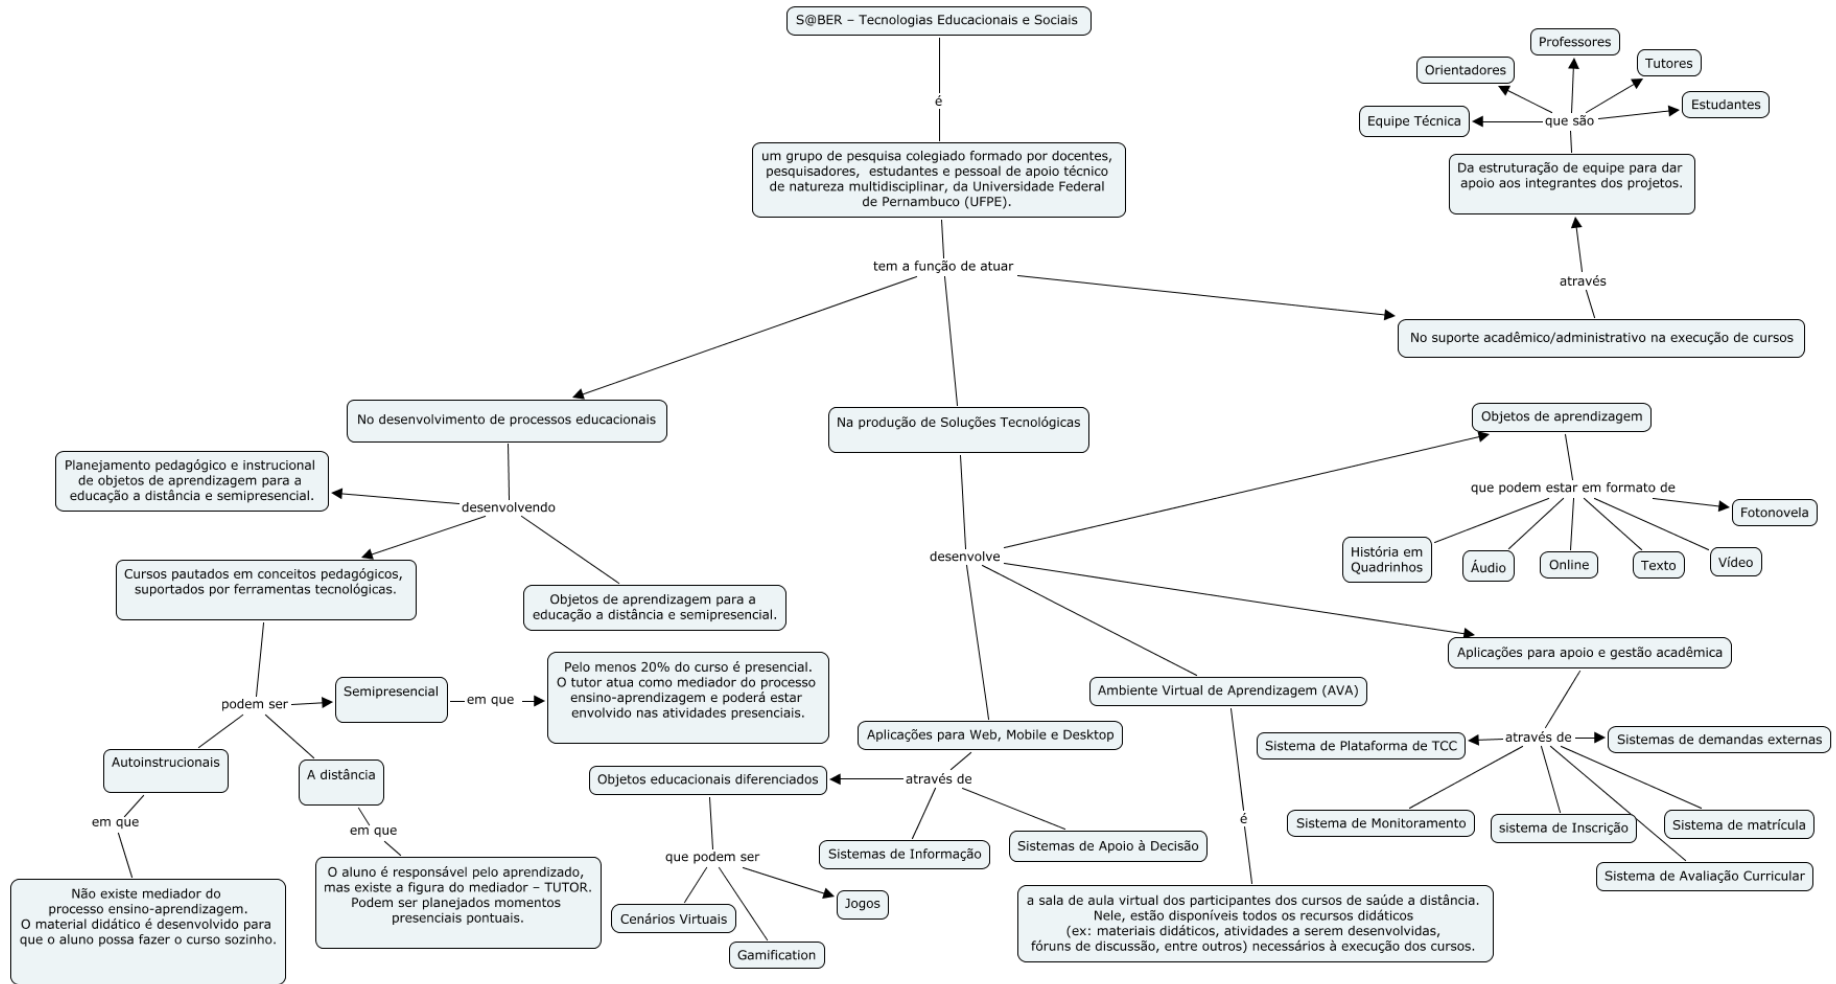 S@BER – Tecnologias Educacionais e Sociais
é
um grupo de pesquisa colegiado formado por docentes,
pesquisadores, estudantes e pessoal de apoio técnico
de natureza multidisciplinar, da Universidade Federal
de Pernambuco (UFPE).
tem a função de atuar
Professores
Orientadores
Tutores
Estudantes
Equipe Técnica
que são
Da estruturação de equipe para dar
apoio aos integrantes dos projetos.
através
No suporte acadêmico/administrativo na execução de cursos
No desenvolvimento de processos educacionais
Planejamento pedagógico e instrucional
de objetos de aprendizagem para a
educação a distância e semipresencial.
desenvolvendo
Cursos pautados em conceitos pedagógicos,
suportados por ferramentas tecnológicas.
Objetos de aprendizagem para a
educação a distância e semipresencial.
podem ser
Semipresencial
em que
Pelo menos 20% do curso é presencial.
O tutor atua como mediador do processo
ensino-aprendizagem e poderá estar
envolvido nas atividades presenciais.
Autoinstrucionais
em que
Não existe mediador do
processo ensino-aprendizagem.
O material didático é desenvolvido para
que o aluno possa fazer o curso sozinho.
A distância
em que
O aluno é responsável pelo aprendizado,
mas existe a figura do mediador – TUTOR.
Podem ser planejados momentos
presenciais pontuais.
Na produção de Soluções Tecnológicas
desenvolve
Objetos de aprendizagem
que podem estar em formato de
Fotonovela
História em
Quadrinhos
Áudio
Online
Texto
Vídeo
Aplicações para Web, Mobile e Desktop
através de
Objetos educacionais diferenciados
que podem ser
Cenários Virtuais
Gamification
Jogos
Sistemas de Informação
Sistemas de Apoio à Decisão
Ambiente Virtual de Aprendizagem (AVA)
é
a sala de aula virtual dos participantes dos cursos de saúde a distância.
Nele, estão disponíveis todos os recursos didáticos
(ex: materiais didáticos, atividades a serem desenvolvidas,
fóruns de discussão, entre outros) necessários à execução dos cursos.
Aplicações para apoio e gestão acadêmica
através de
Sistema de Plataforma de TCC
Sistemas de demandas externas
Sistema de Monitoramento
sistema de Inscrição
Sistema de matrícula
Sistema de Avaliação Curricular